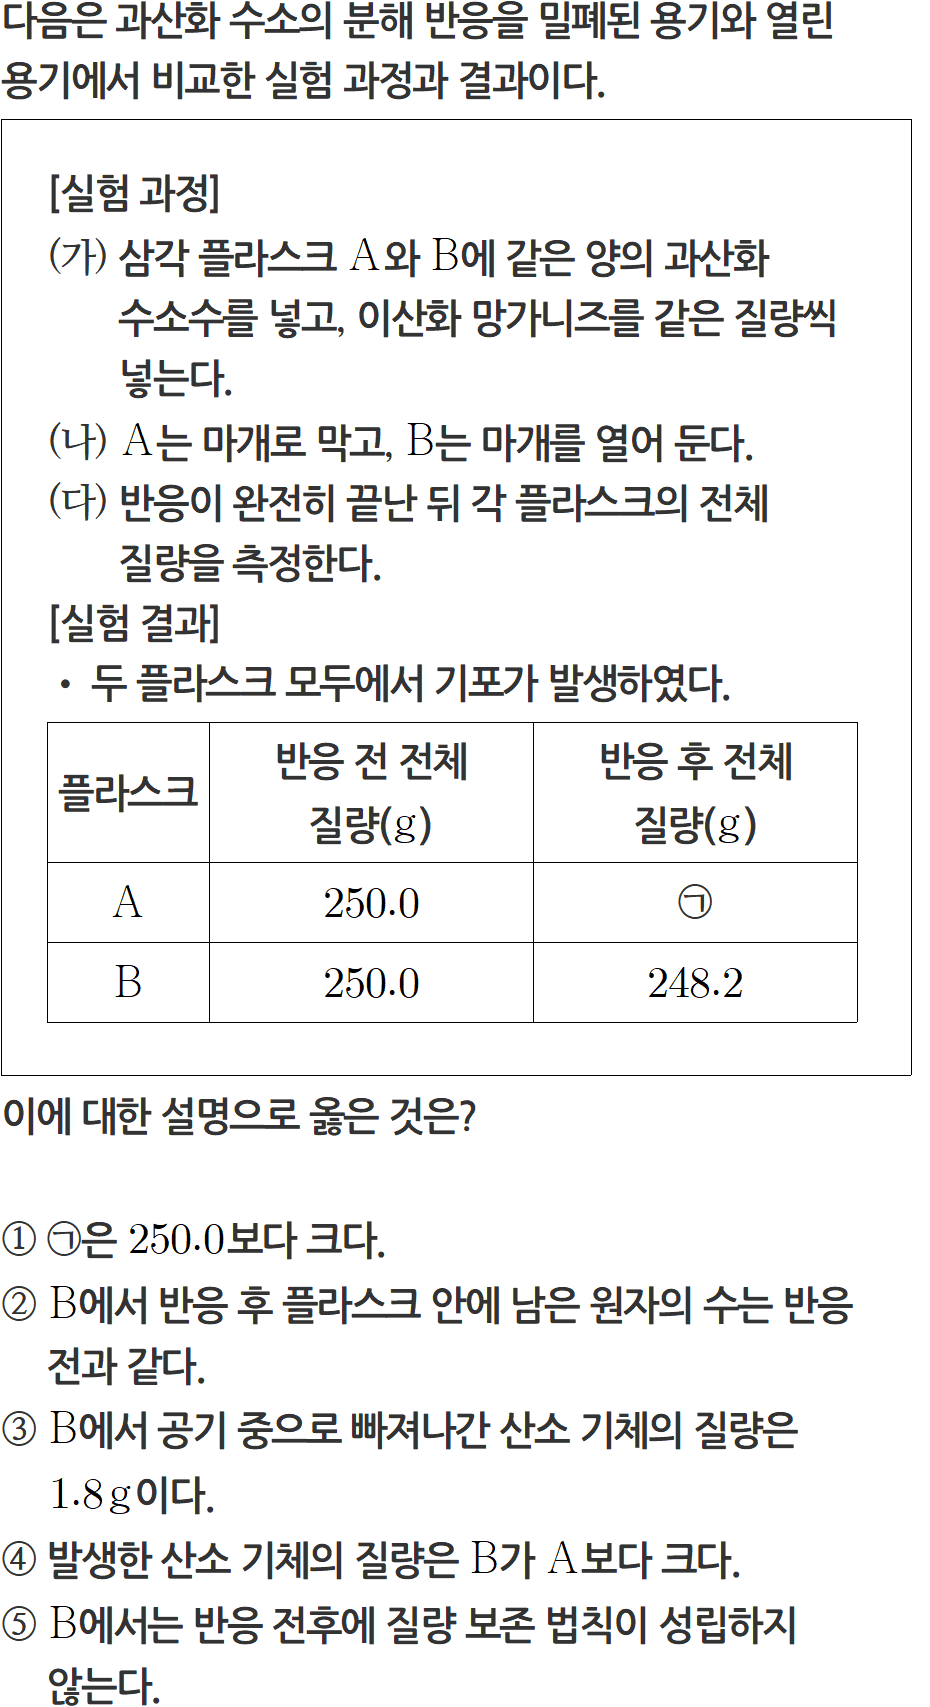 다음은 과산화 수소의 분해 반응을 밀폐된 용기와 열린
용기에서 비교한 실험 과정과 결과이다.
[실험 과정]
(가) 삼각 플라스크 A와 B에 같은 양의 과산화
수소수를 넣고, 이산화 망가니즈를 같은 질량씩
넣는다.
(나) A는 마개로 막고, B는 마개를 열어 둔다.
(다) 반응이 완전히 끝난 뒤 각 플라스크의 전체
질량을 측정한다.
[실험 결과]
• 두 플라스크 모두에서 기포가 발생하였다.
플라스크 반응 전 전체 질량(g) 반응 후 전체 질량(g)
A 250.0 ㉠
B 250.0 248.2
이에 대한 설명으로 옳은 것은?
① ㉠은 250.0보다 크다.
② B에서 반응 후 플라스크 안에 남은 원자의 수는 반응
전과 같다.
③ B에서 공기 중으로 빠져나간 산소 기체의 질량은
1.8g이다.
④ 발생한 산소 기체의 질량은 B가 A보다 크다.
⑤ B에서는 반응 전후에 질량 보존 법칙이 성립하지
않는다.